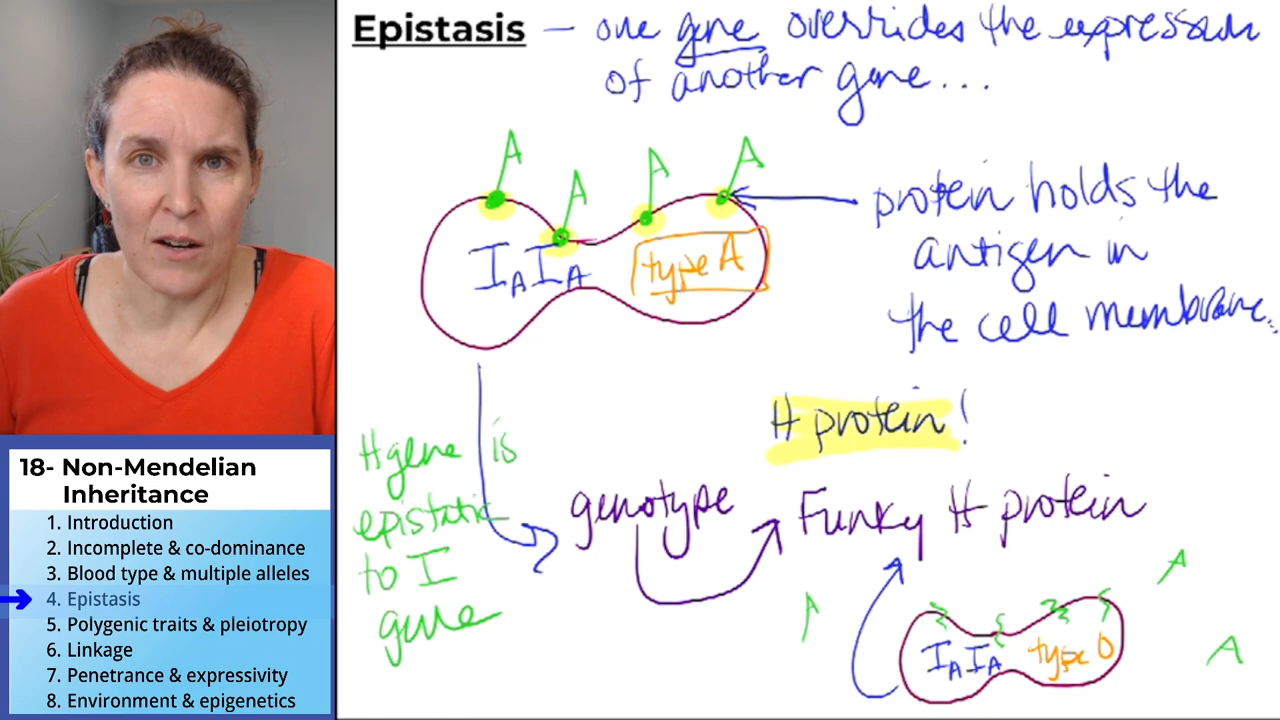 Epistasis - one gene overrides the expression
of another gene...
A A A A
IAIA type A
protein holds the
antigen in
the cell membrane...
H protein!
H gene is
epistatic
to I
gene
genotype Funky H protein
A A A
IAIA type O
18- Non-Mendelian
Inheritance
1. Introduction
2. Incomplete & co-dominance
3. Blood type & multiple alleles
4. Epistasis
5. Polygenic traits & pleiotropy
6. Linkage
7. Penetrance & expressivity
8. Environment & epigenetics